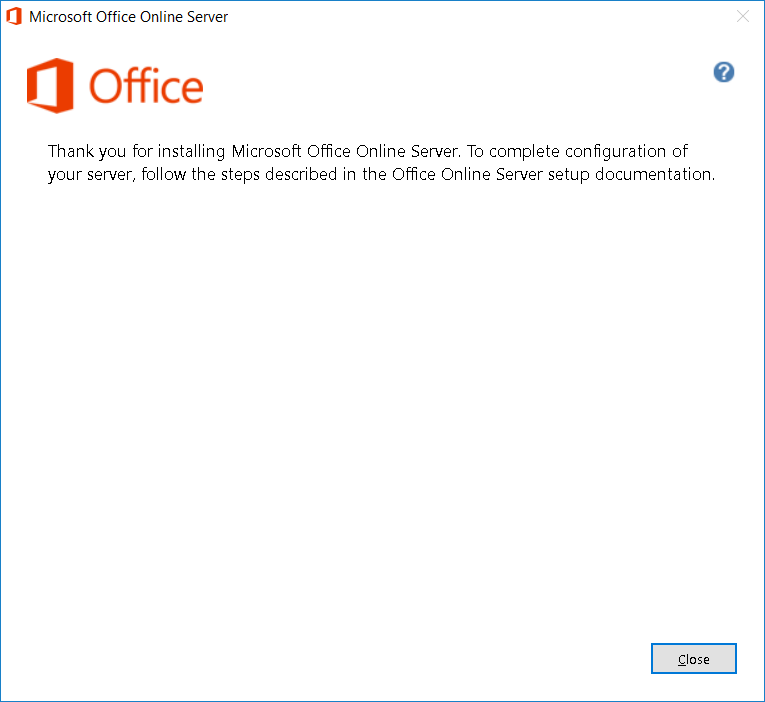 Microsoft Office Online Server
Office
?
Thank you for installing Microsoft Office Online Server. To complete configuration of
your server, follow the steps described in the Office Online Server setup documentation.
Close